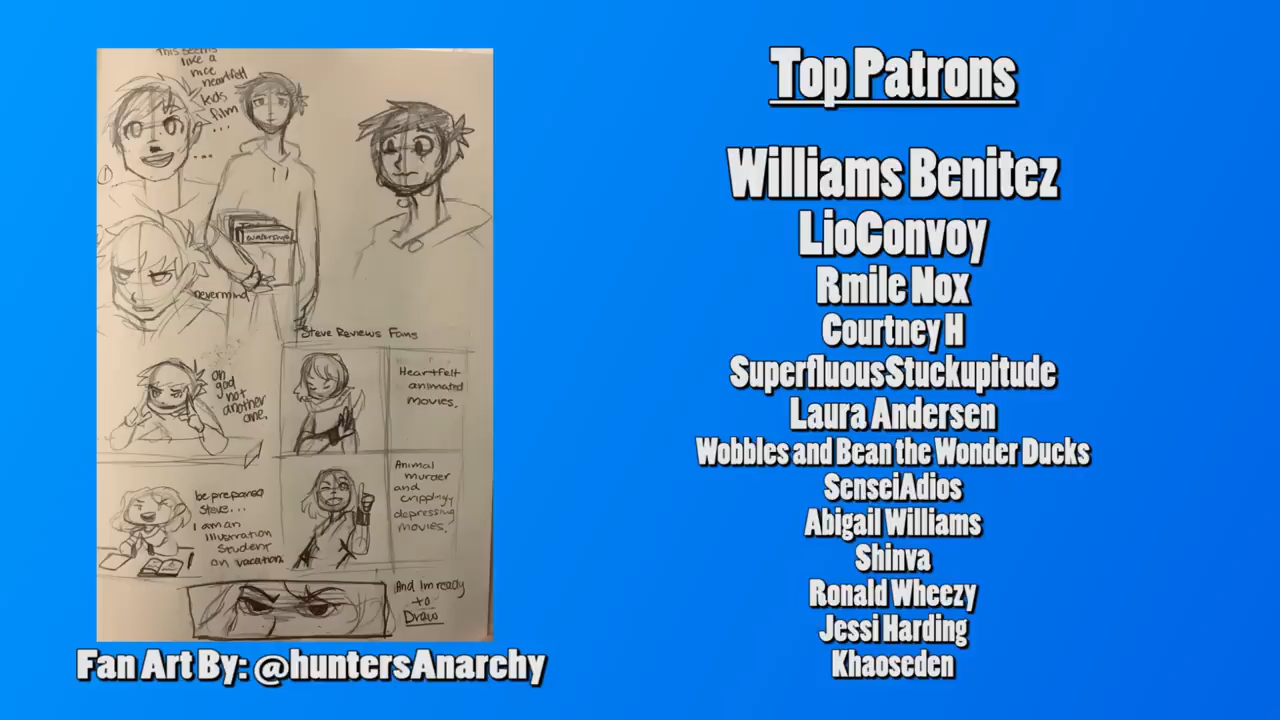 This seems
like a
nice
heartfelt
kids
film
...
...
nevermind
Watership
oh
god
not
another
one.
be prepared
Steve...
I am an
illustration
student
on vacation
Steve Reviews Fans
Heartfelt
animated
movies.
Animal
murder
and
crippling
depressing
movies.
And Im ready
to
Draw
Fan Art By: @huntersAnarchy
Top Patrons
Williams Benitez
LioConvoy
Rmile Nox
Courtney H
SuperfluousStuckupitude
Laura Andersen
Wobbles and Bean the Wonder Ducks
SenseiAdios
Abigail Williams
Shinva
Ronald Wheezy
Jessi Harding
Khaoseden